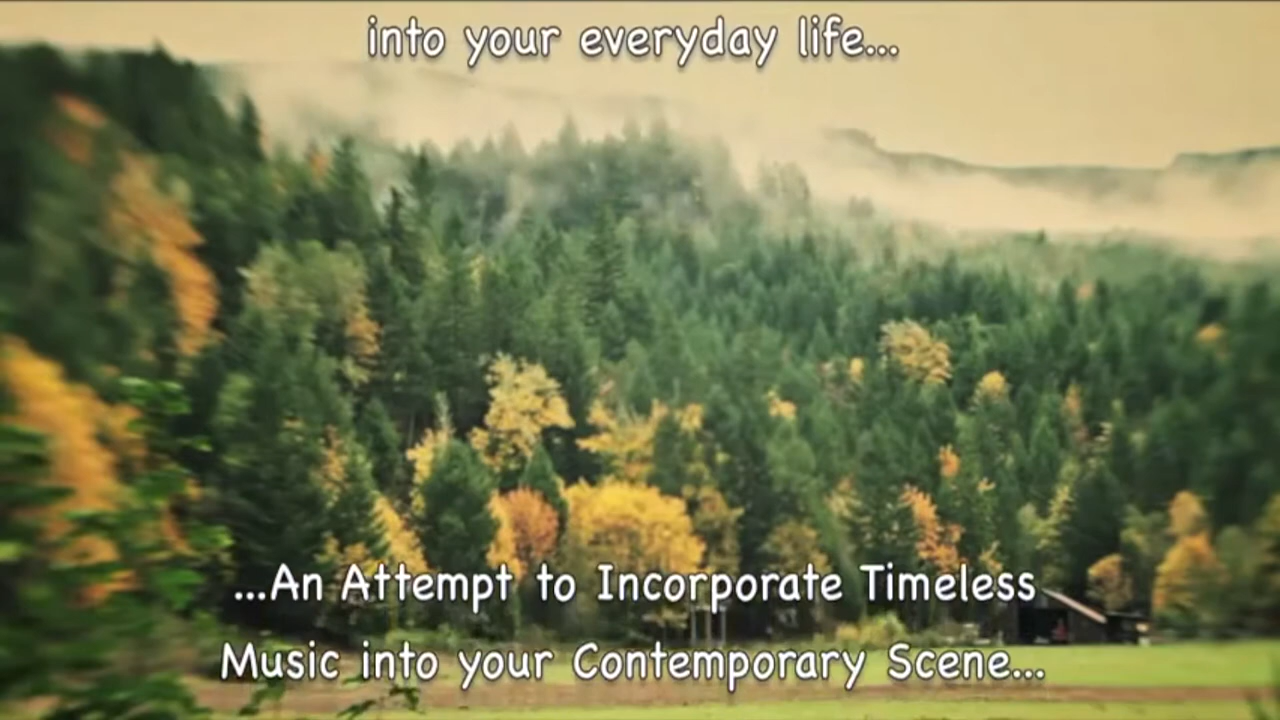 into your everyday life...
...An Attempt to Incorporate Timeless
Music into your Contemporary Scene...